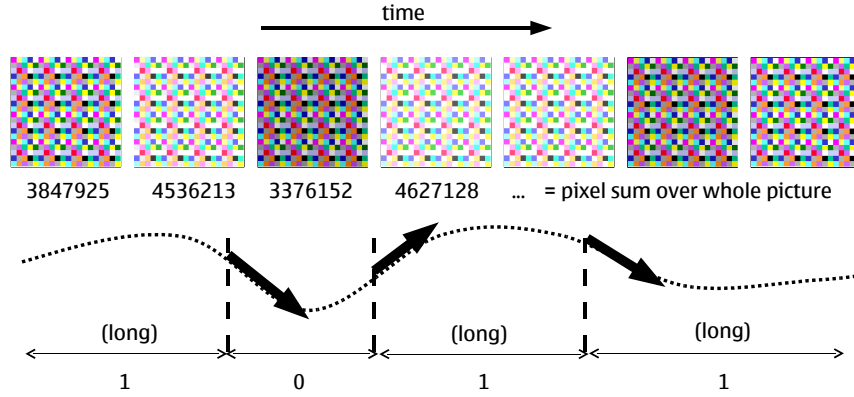 time
3847925 4536213 3376152 4627128 ... = pixel sum over whole picture
(long) (long) (long)
1 0 1 1